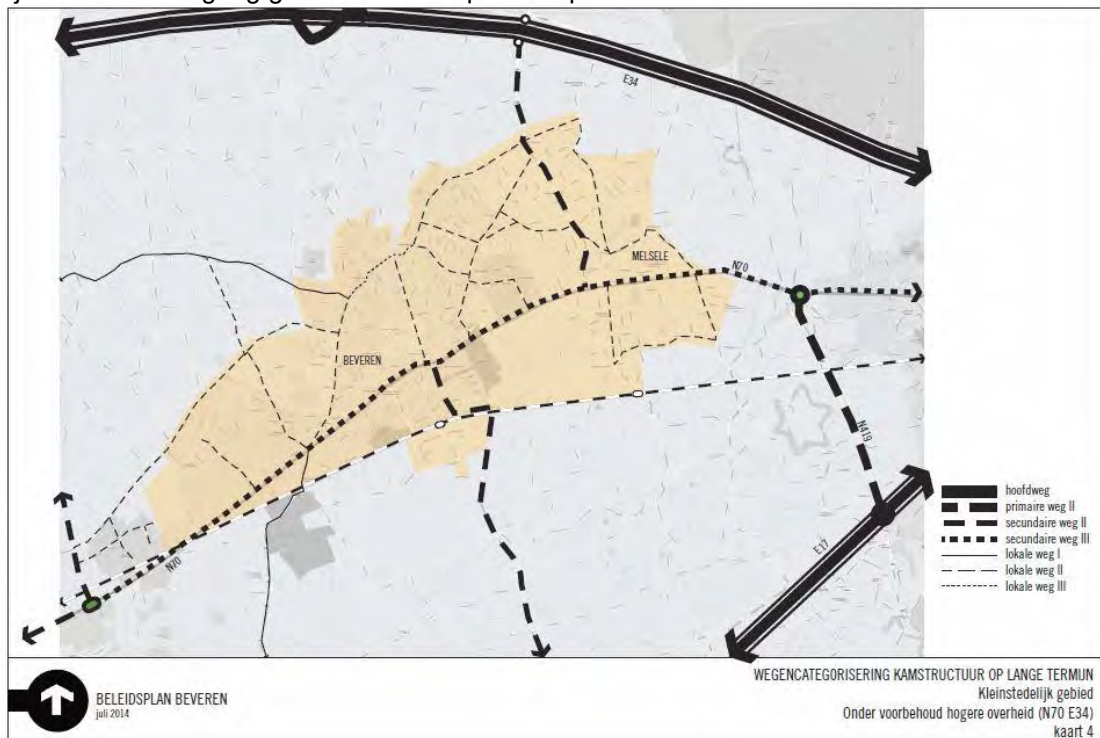 E34
MELSELE
N70
BEVEREN
N419
E17
N70
hoofdweg
primaire weg II
secundaire weg II
secundaire weg III
lokale weg I
lokale weg II
lokale weg III
BELEIDSPLAN BEVEREN
juli 2014
WEGENCATEGORISERING KAMSTRUCTUUR OP LANGE TERMIJN
Kleinstedelijk gebied
Onder voorbehoud hogere overheid (N70 E34)
kaart 4